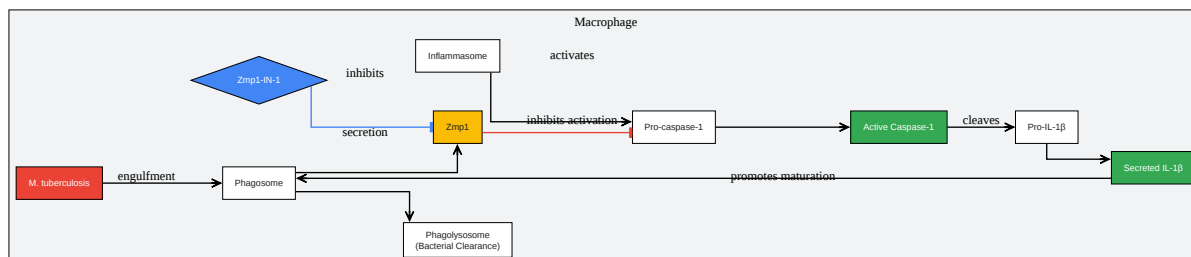 Macrophage
Inflammasome
activates
Zmp1-IN-1
inhibits
secretion
Zmp1
inhibits activation
Pro-caspase-1
Active Caspase-1
cleaves
Pro-IL-1β
M. tuberculosis
engulfment
Phagosome
promotes maturation
Secreted IL-1β
Phagolysosome
(Bacterial Clearance)